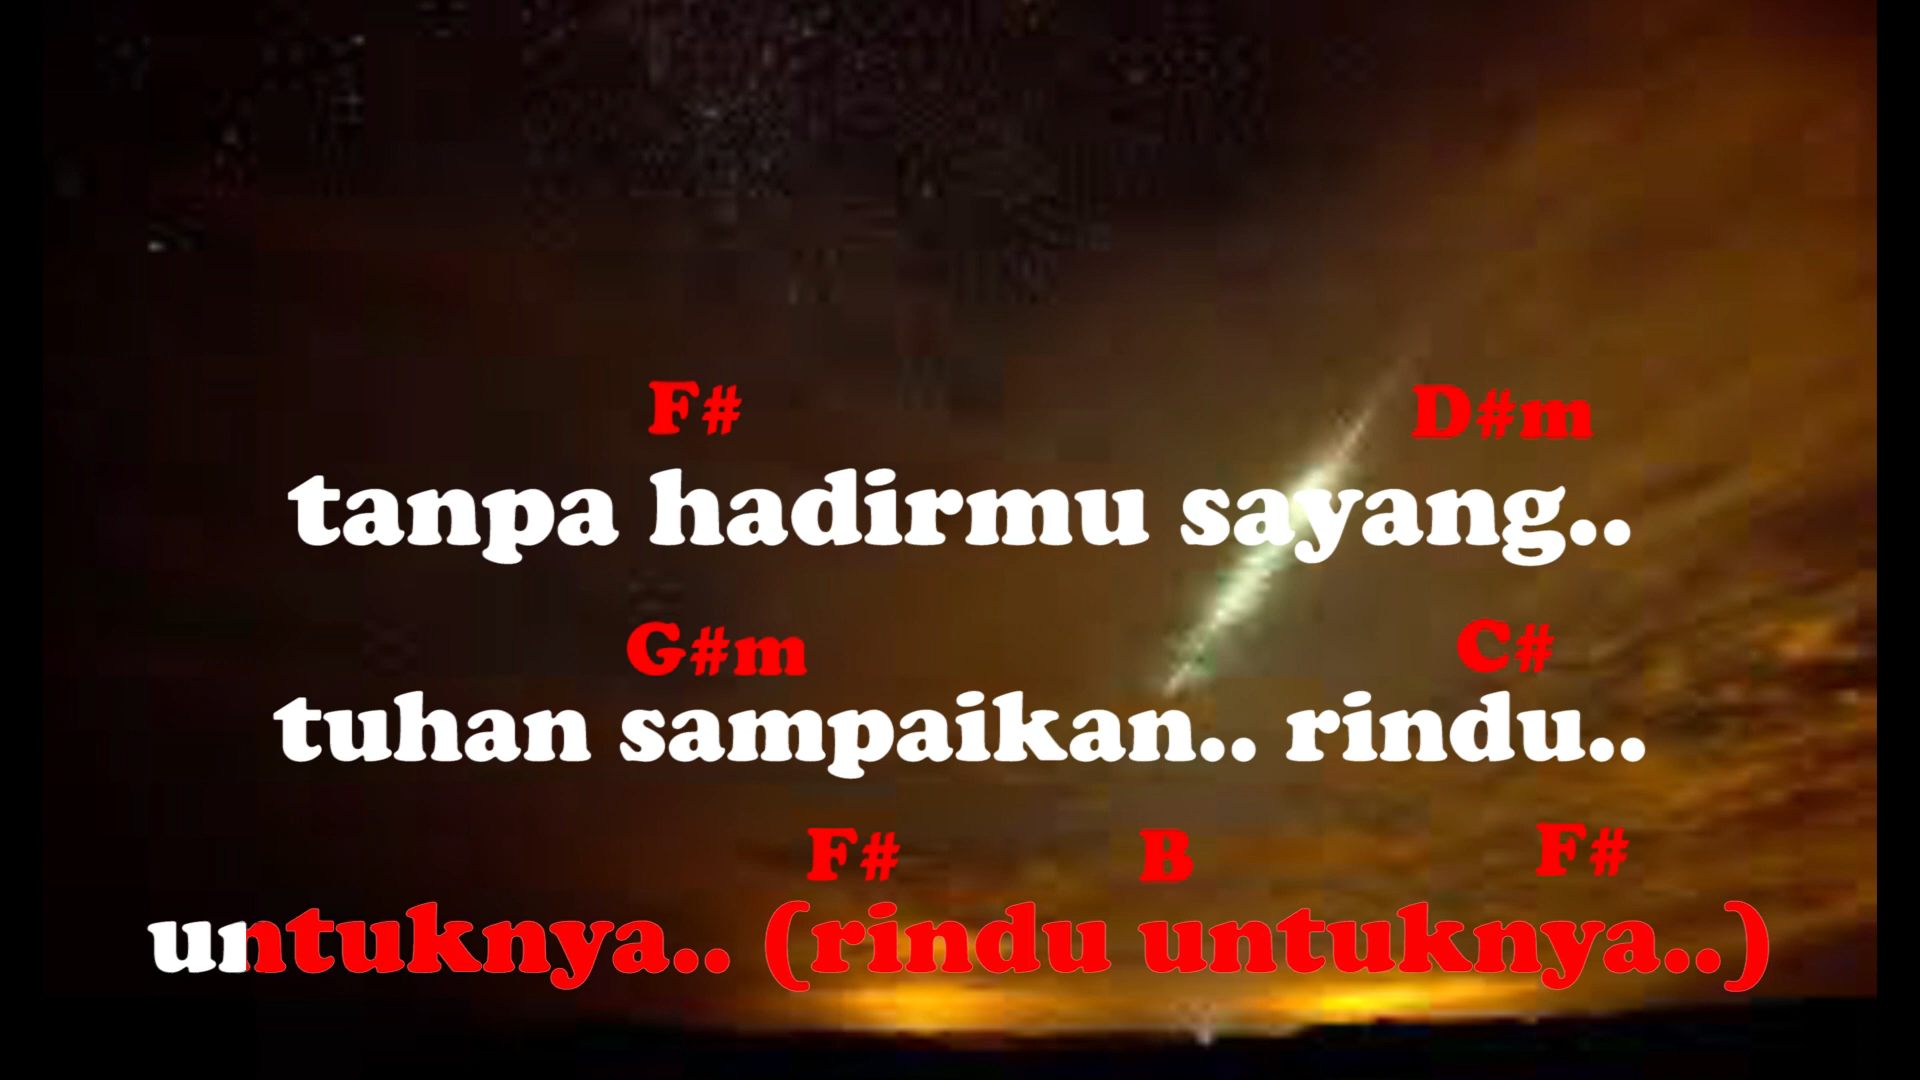 F# D#m
tanpa hadirmu sayang..
G#m C#
tuhan sampaikan.. rindu..
F# B F#
untuknya.. (rindu untuknya..)